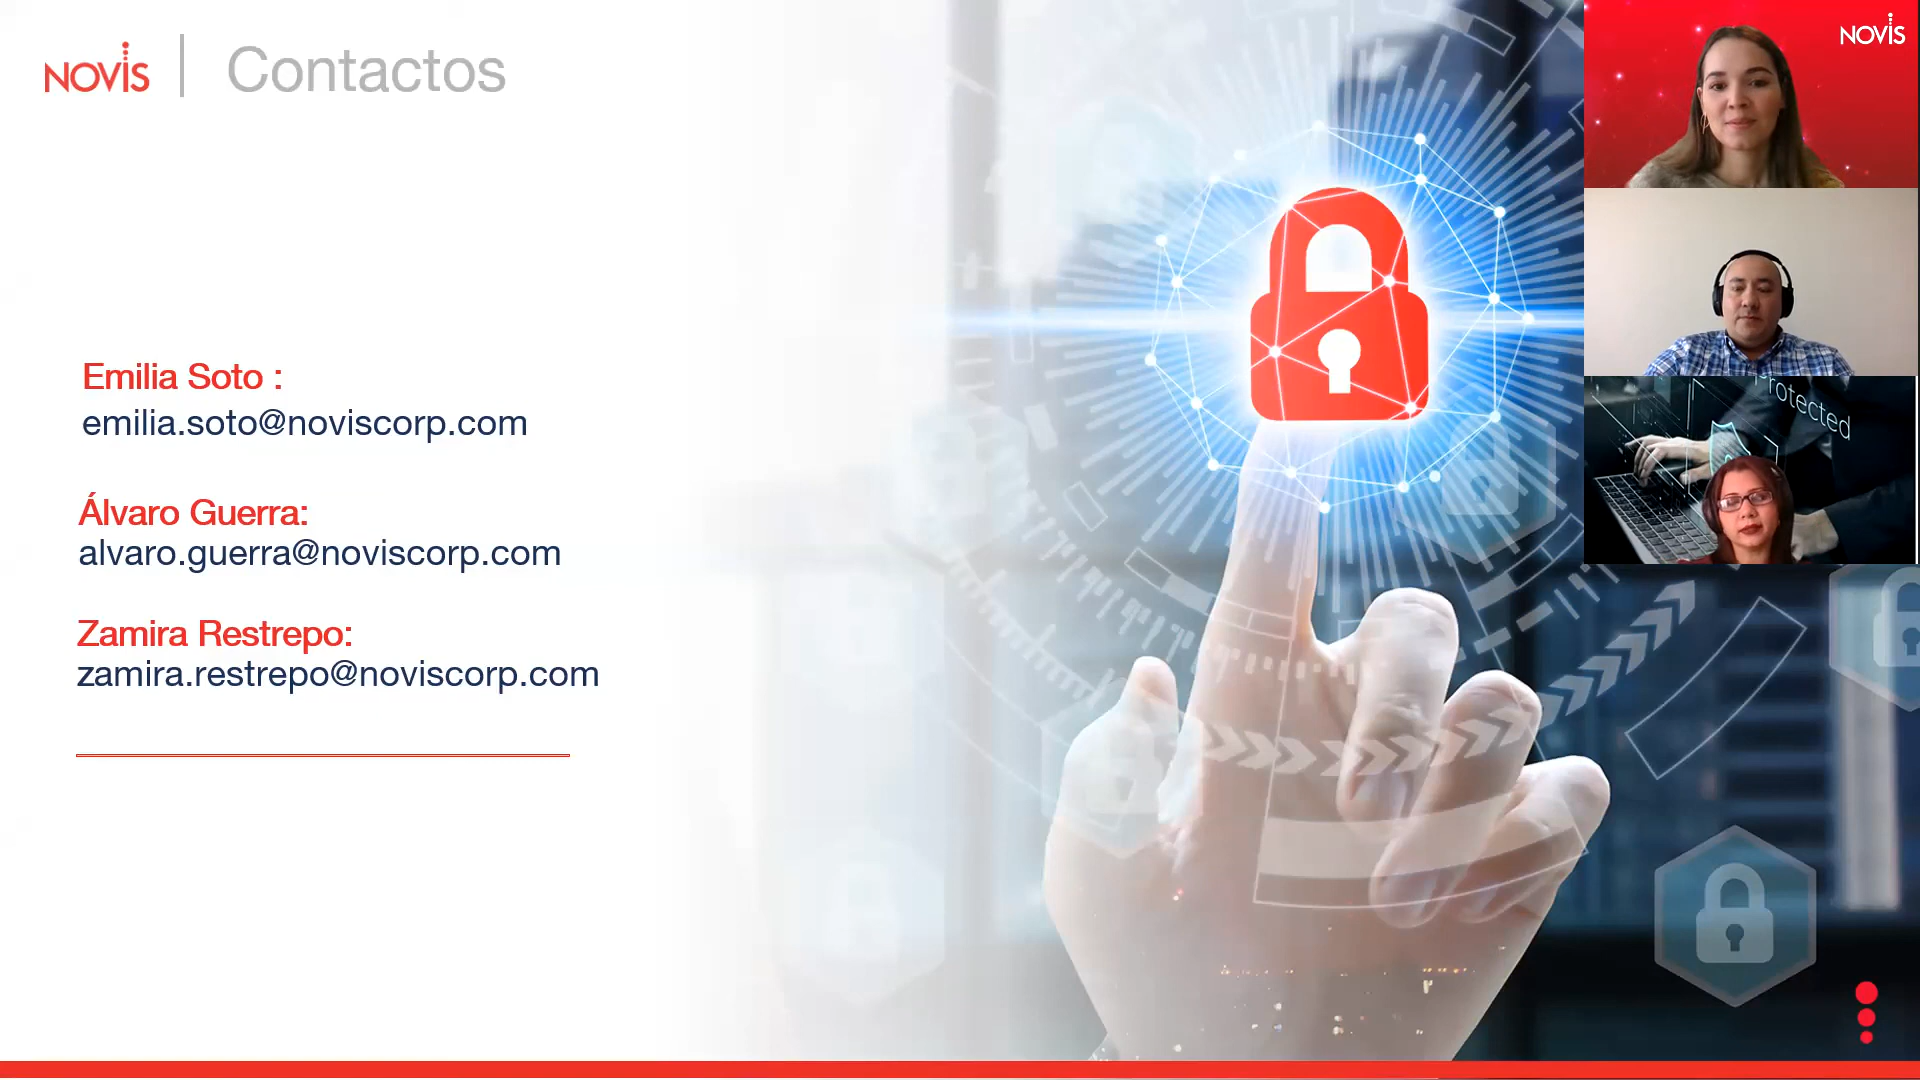 NOVIS
Contactos
NOVIS
Emilia Soto :
emilia.soto@noviscorp.com
Protected
Álvaro Guerra:
alvaro.guerra@noviscorp.com
Zamira Restrepo:
zamira.restrepo@noviscorp.com